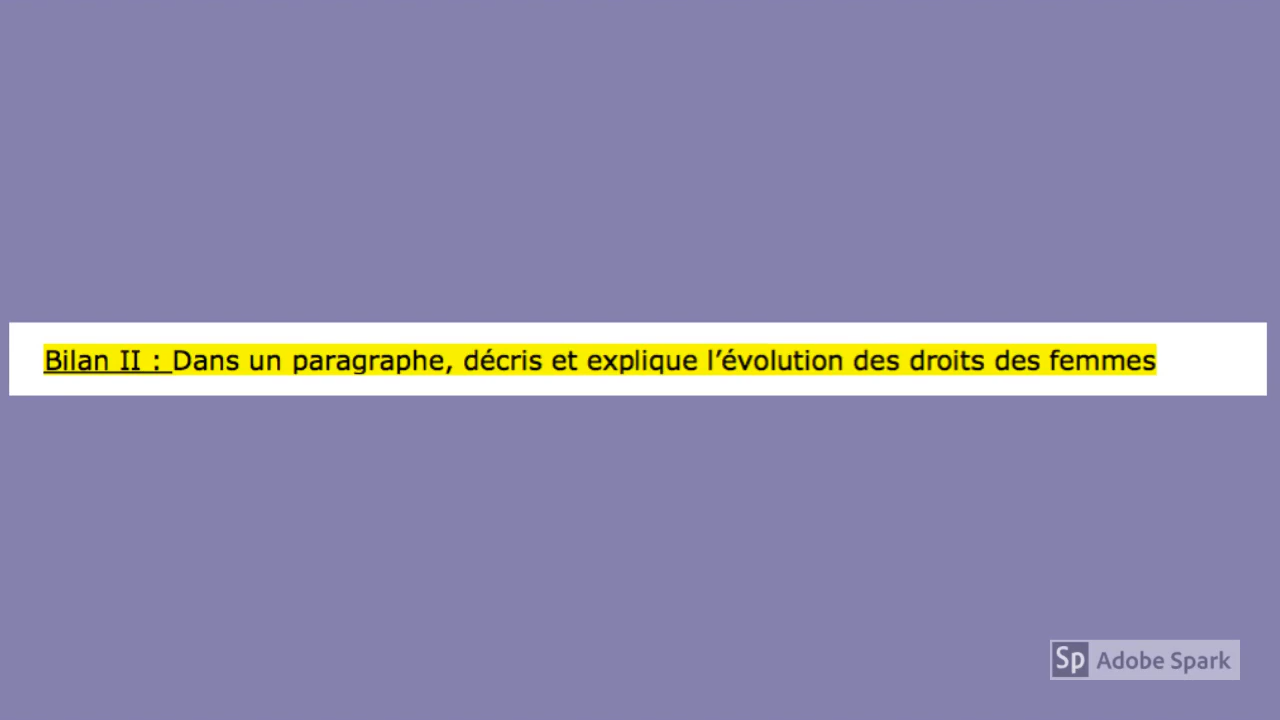 Bilan II : Dans un paragraphe, décris et explique l’évolution des droits des femmes
Sp Adobe Spark